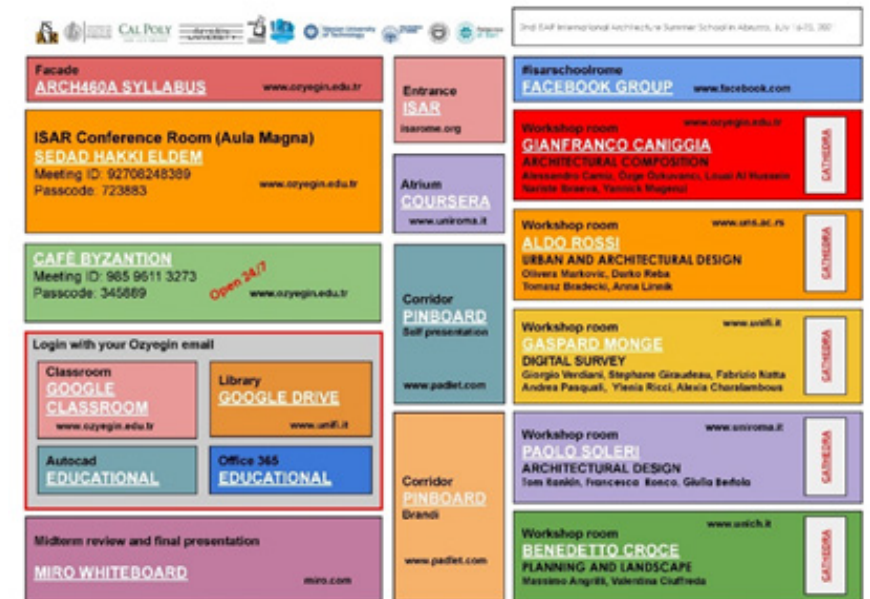 CAL POLY
2nd ISAR International Architecture Summer School in Abruzzo, July 16-25, 2021
Facade
ARCH460A SYLLABUS
www.ozyegin.edu.tr
ISAR Conference Room (Aula Magna)
SEDAD HAKKI ELDEM
Meeting ID: 92708248389
Passcode: 723883
www.ozyegin.edu.tr
CAFÈ BYZANTION
Meeting ID: 985 9611 3273
Passcode: 345889
Open 24/7
www.ozyegin.edu.tr
Login with your Ozyegin email
Classroom
GOOGLE
CLASSROOM
www.ozyegin.edu.tr
Library
GOOGLE DRIVE
www.unifi.it
Autocad
EDUCATIONAL
Office 365
EDUCATIONAL
Midterm review and final presentation
MIRO WHITEBOARD
miro.com
Entrance
ISAR
isarome.org
Atrium
COURSERA
www.uniroma.it
Corridor
PINBOARD
Self presentation
www.padlet.com
Corridor
PINBOARD
Brandi
www.padlet.com
#isarschoolrome
FACEBOOK GROUP
www.facebook.com
Workshop room
www.ozyegin.edu.tr
GIANFRANCO CANIGGIA
ARCHITECTURAL COMPOSITION
Alessandro Camiz, Özge Özkuvancı, Louai Al Hussein
Yannick Mugenzi
CATHEDRA
Workshop room
www.uns.ac.rs
ALDO ROSSI
URBAN AND ARCHITECTURAL DESIGN
Olivera Markovic, Darko Reba
Tomasz Bradecki, Anna Linnik
CATHEDRA
Workshop room
www.unifi.it
GASPARD MONGE
DIGITAL SURVEY
Giorgio Verdiani, Stephane Giraudeau, Fabrizio Natta
Andrea Pasquali, Ylenia Ricci, Alexia Charalambous
CATHEDRA
Workshop room
www.uniroma.it
PAOLO SOLERI
ARCHITECTURAL DESIGN
Tom Rankin, Francesca Ronco, Giulia Bertola
CATHEDRA
Workshop room
www.unich.it
BENEDETTO CROCE
PLANNING AND LANDSCAPE
Massimo Angrilli, Valentina Ciuffreda
CATHEDRA